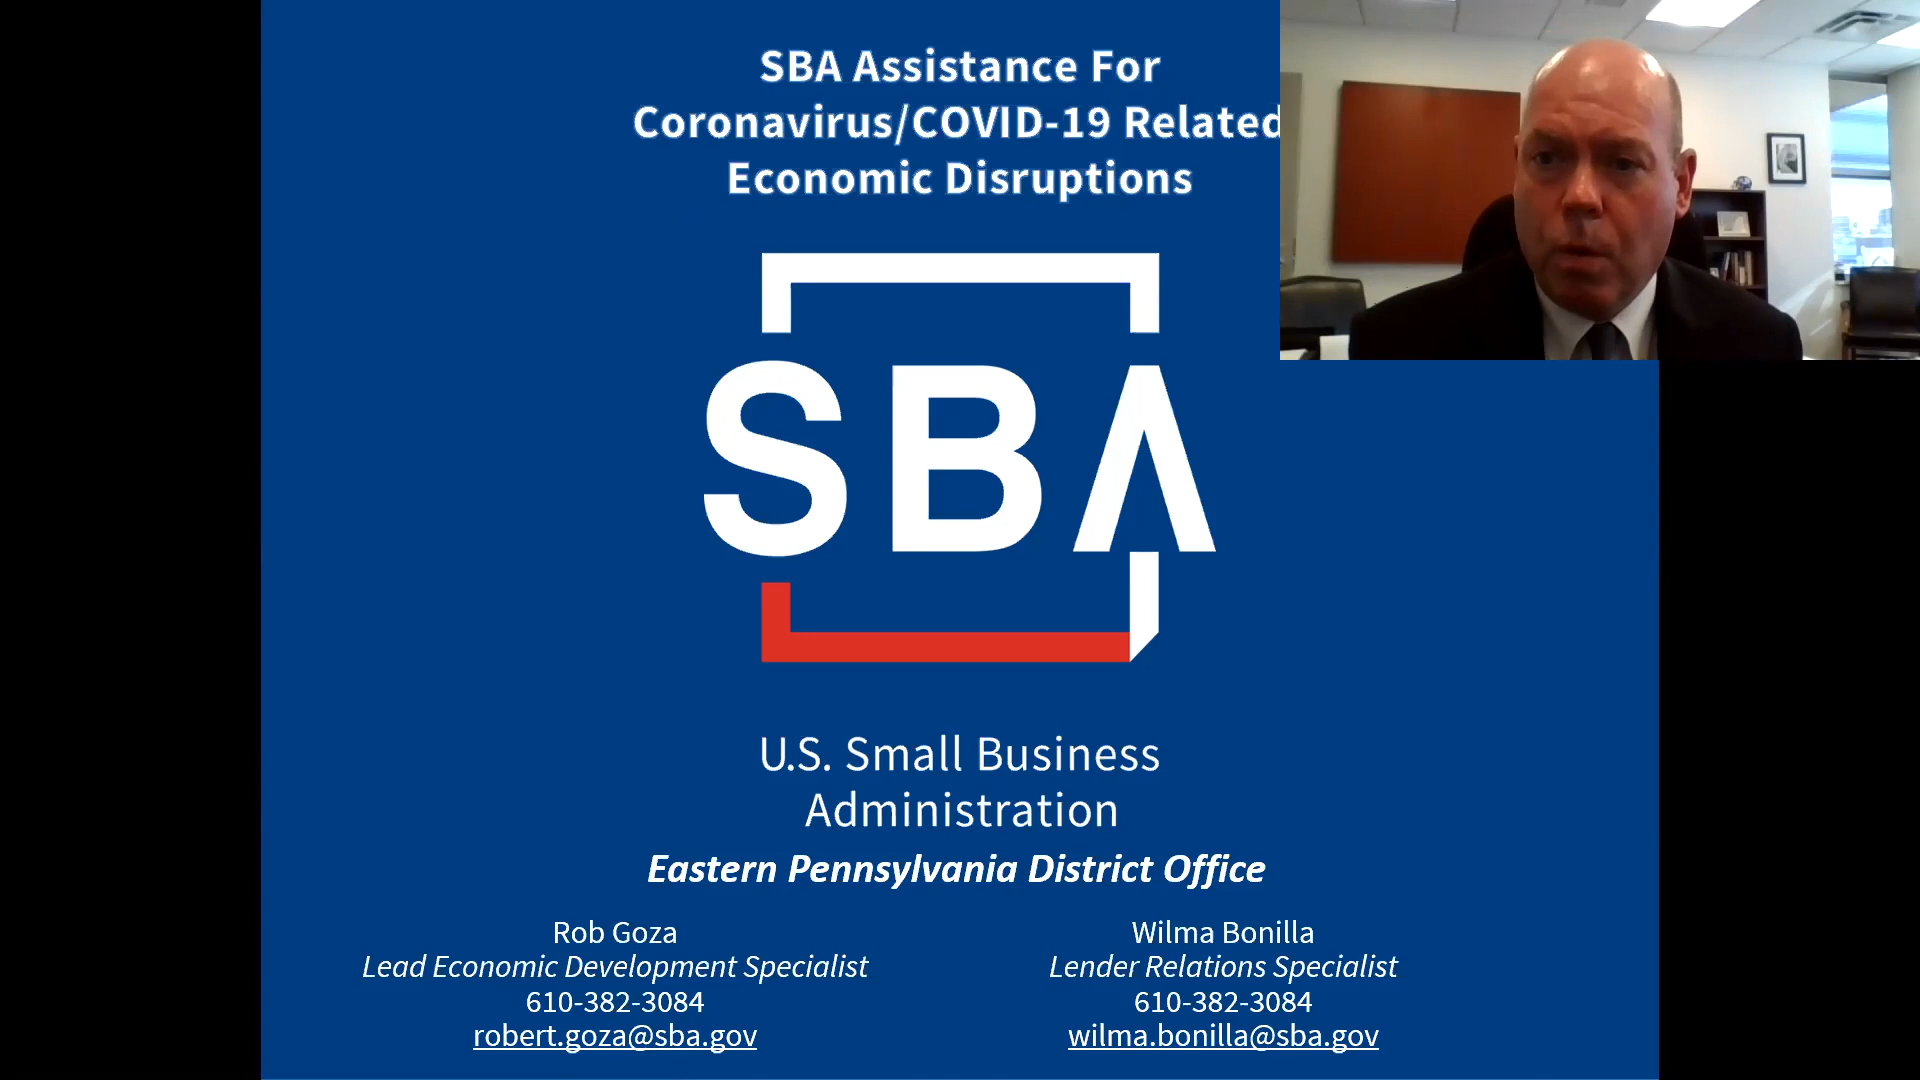 SBA Assistance For
Coronavirus/COVID-19 Related
Economic Disruptions
SBA
U.S. Small Business
Administration
Eastern Pennsylvania District Office
Rob Goza
Lead Economic Development Specialist
610-382-3084
robert.goza@sba.gov
Wilma Bonilla
Lender Relations Specialist
610-382-3084
wilma.bonilla@sba.gov